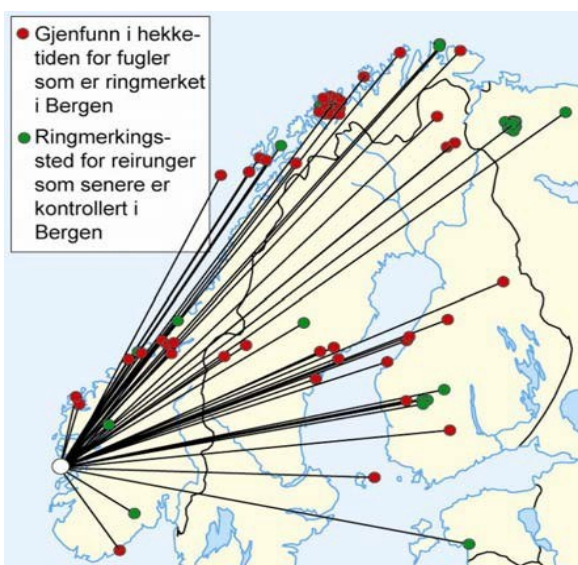 Gjenfunn i hekke-
tiden for fugler
som er ringmerket
i Bergen
Ringmerkings-
sted for reirunger
som senere er
kontrollert i
Bergen